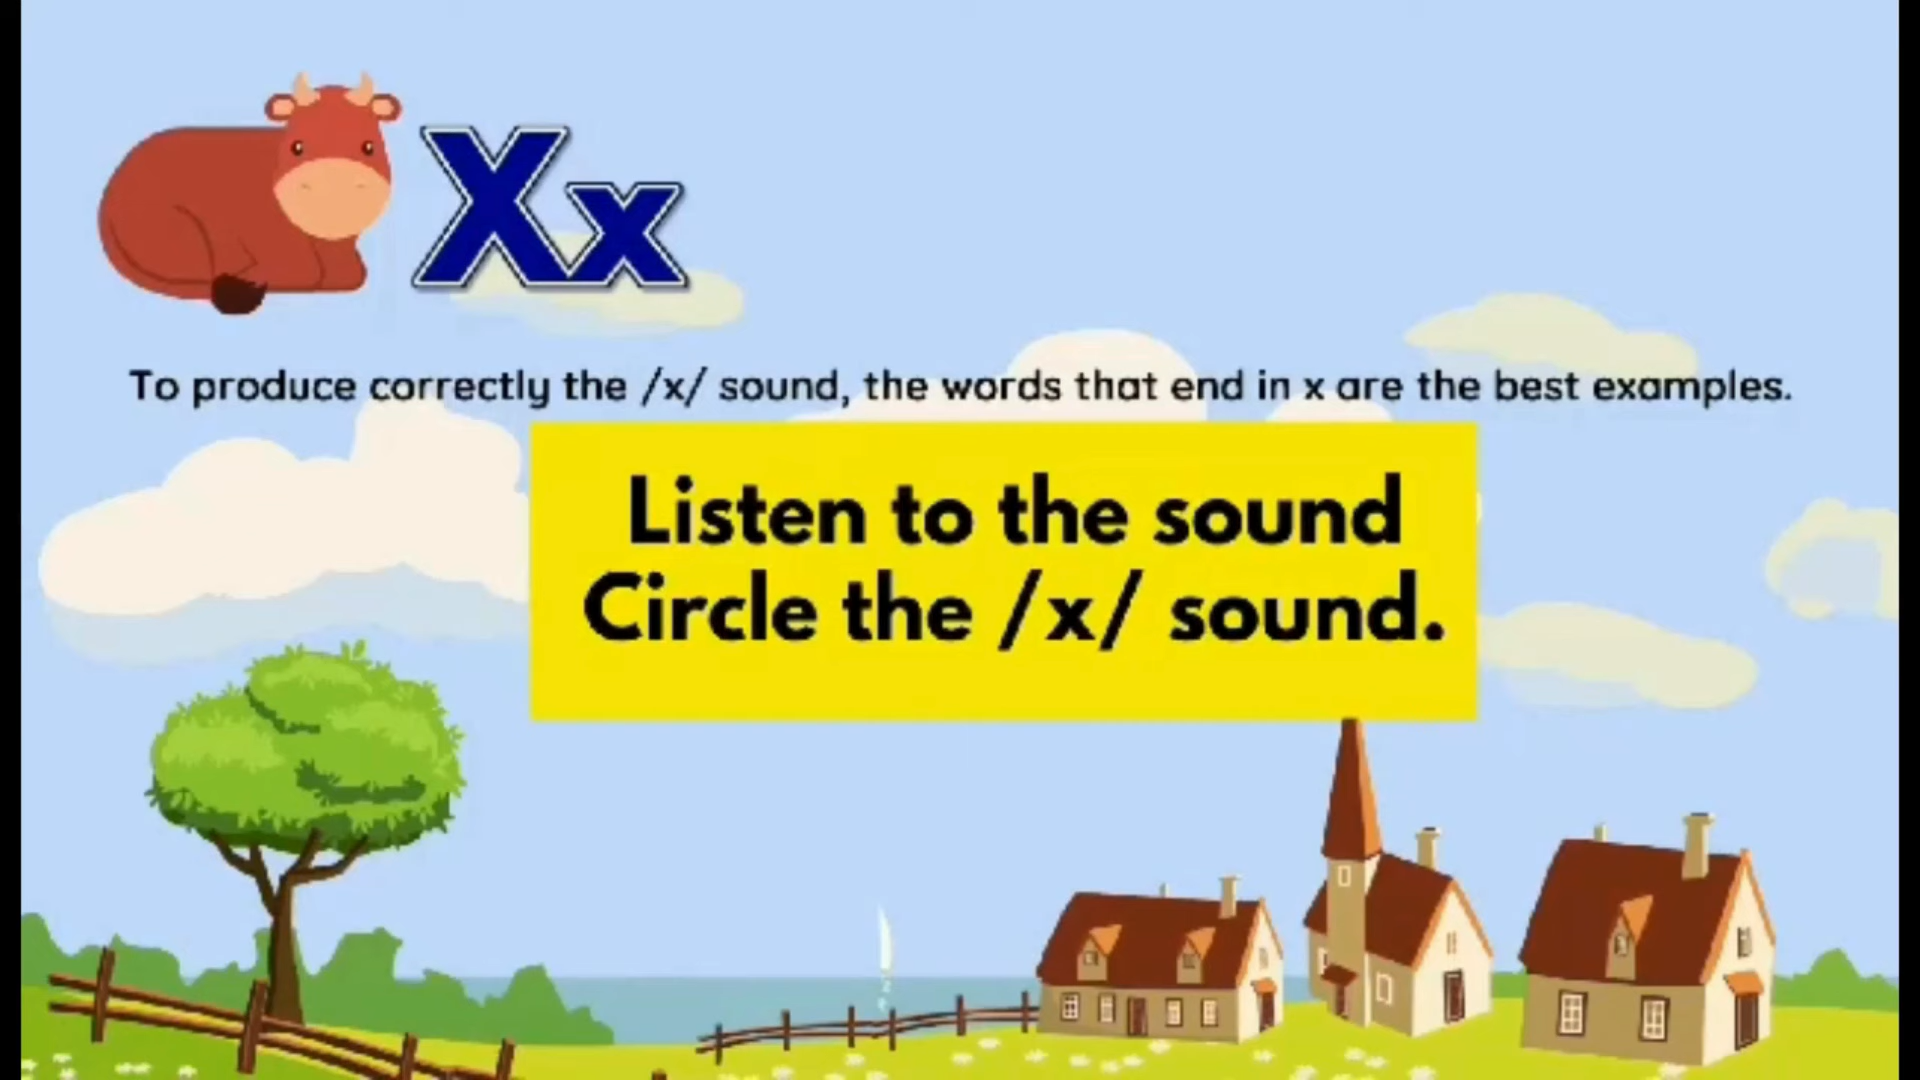 Xx
To produce correctly the /x/ sound, the words that end in x are the best examples.
Listen to the sound
Circle the /x/ sound.